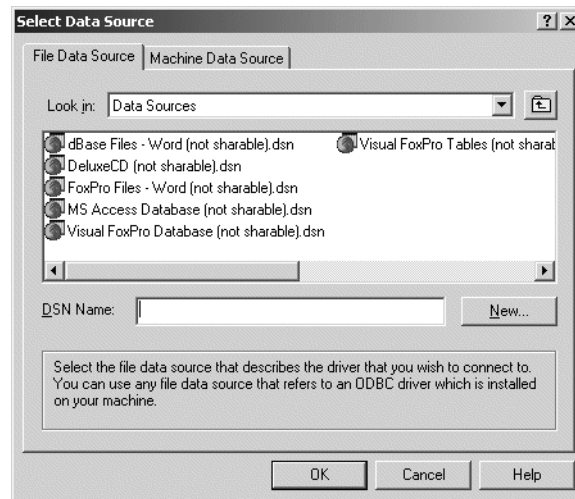 Select Data Source
File Data Source Machine Data Source
Look in: Data Sources
dBase Files - Word (not sharable).dsn
DeluxeCD (not sharable).dsn
FoxPro Files - Word (not sharable).dsn
MS Access Database (not sharable).dsn
Visual FoxPro Database (not sharable).dsn
Visual FoxPro Tables (not sharab
DSN Name:
New...
Select the file data source that describes the driver that you wish to connect to.
You can use any file data source that refers to an ODBC driver which is installed
on your machine.
OK Cancel Help